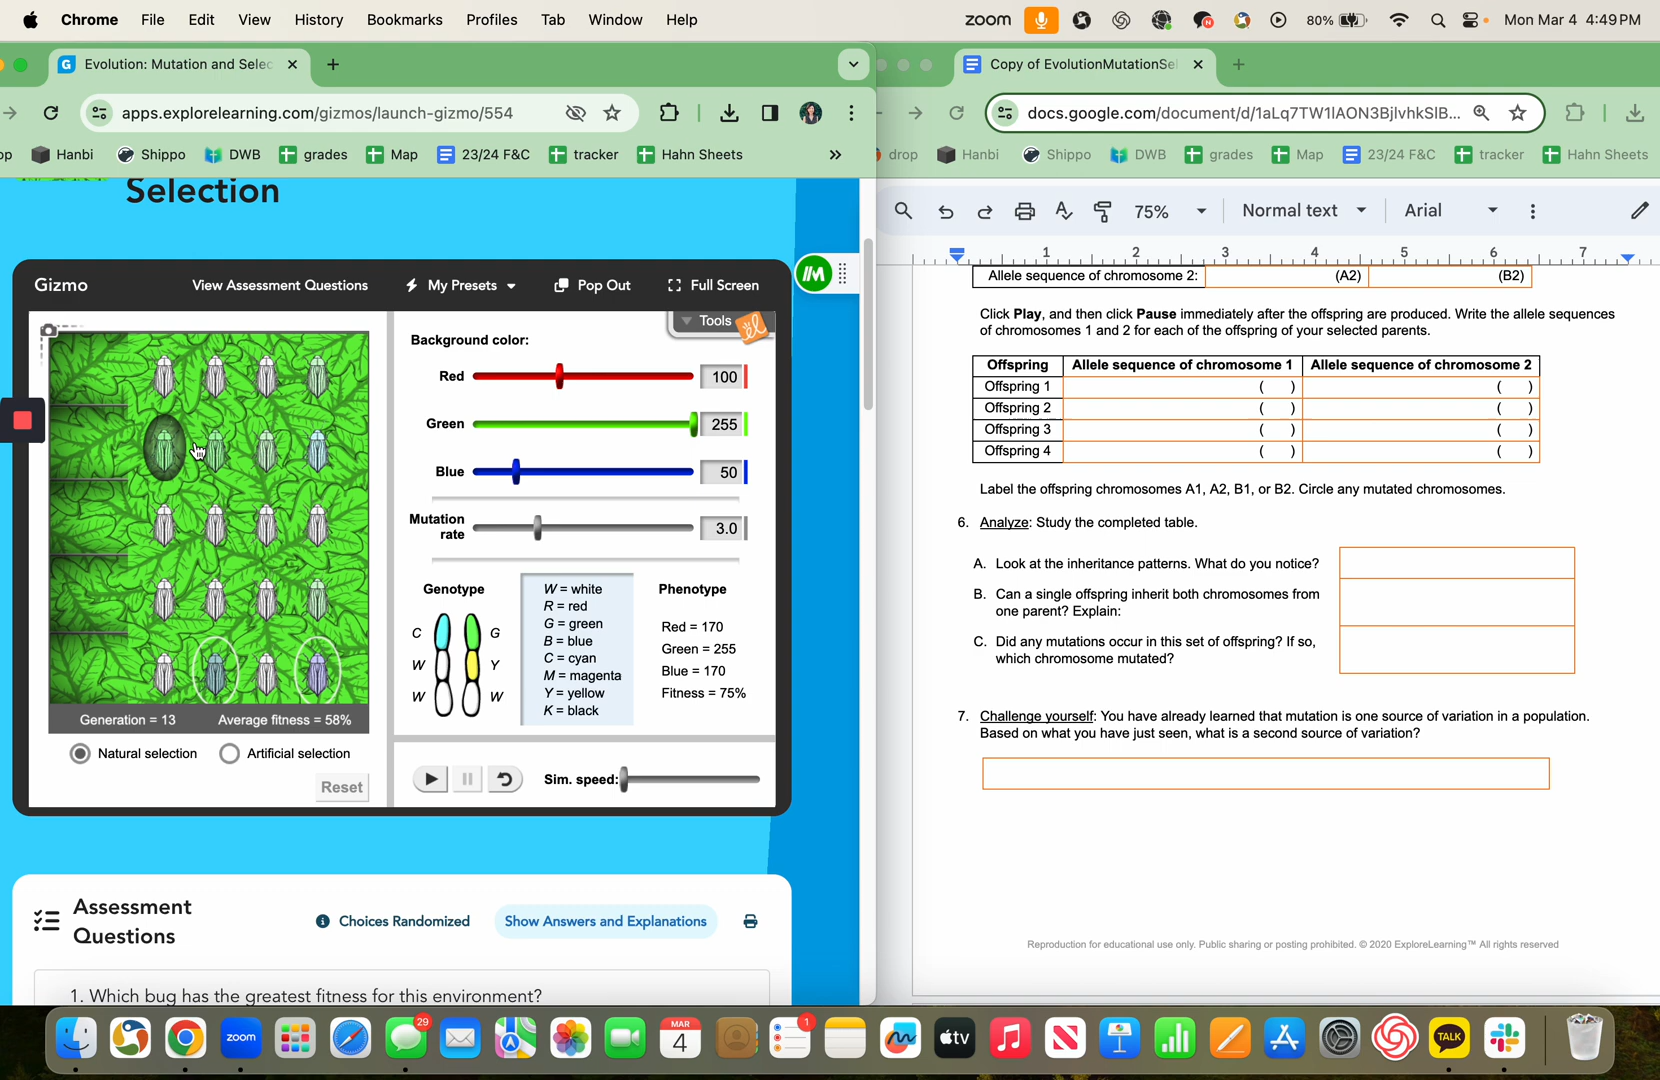 Chrome File Edit View History Bookmarks Profiles Tab Window Help
zoom 80% Mon Mar 4 4:49 PM
Evolution: Mutation and Selec
apps.explorelearning.com/gizmos/launch-gizmo/554
op Hanbi Shippo DWB grades Map 23/24 F&C tracker Hahn Sheets »
Selection
Gizmo View Assessment Questions My Presets Pop Out Full Screen
Tools
Background color:
Red 100
Green 255
Blue 50
Mutation
rate 3.0
Genotype
C G
W Y
W W
W = white
R = red
G = green
B = blue
C = cyan
M = magenta
Y = yellow
K = black
Phenotype
Red = 170
Green = 255
Blue = 170
Fitness = 75%
Generation = 13 Average fitness = 58%
Natural selection Artificial selection
Reset
Sim. speed:
Assessment
Questions
Choices Randomized
Show Answers and Explanations
1. Which bug has the greatest fitness for this environment?
Copy of EvolutionMutationSel
docs.google.com/document/d/1aLq7TW1lAON3BjlvhkSIB...
drop Hanbi Shippo DWB grades Map 23/24 F&C tracker Hahn Sheets
75% Normal text Arial
1 2 3 4 5 6 7
Allele sequence of chromosome 2: (A2) (B2)
Click Play, and then click Pause immediately after the offspring are produced. Write the allele sequences
of chromosomes 1 and 2 for each of the offspring of your selected parents.
Offspring Allele sequence of chromosome 1 Allele sequence of chromosome 2
Offspring 1 ( ) ( )
Offspring 2 ( ) ( )
Offspring 3 ( ) ( )
Offspring 4 ( ) ( )
Label the offspring chromosomes A1, A2, B1, or B2. Circle any mutated chromosomes.
6. Analyze: Study the completed table.
A. Look at the inheritance patterns. What do you notice?
B. Can a single offspring inherit both chromosomes from
one parent? Explain:
C. Did any mutations occur in this set of offspring? If so,
which chromosome mutated?
7. Challenge yourself: You have already learned that mutation is one source of variation in a population.
Based on what you have just seen, what is a second source of variation?
Reproduction for educational use only. Public sharing or posting prohibited. © 2020 ExploreLearning™ All rights reserved
zoom 29 MAR 4 1 tv TALK